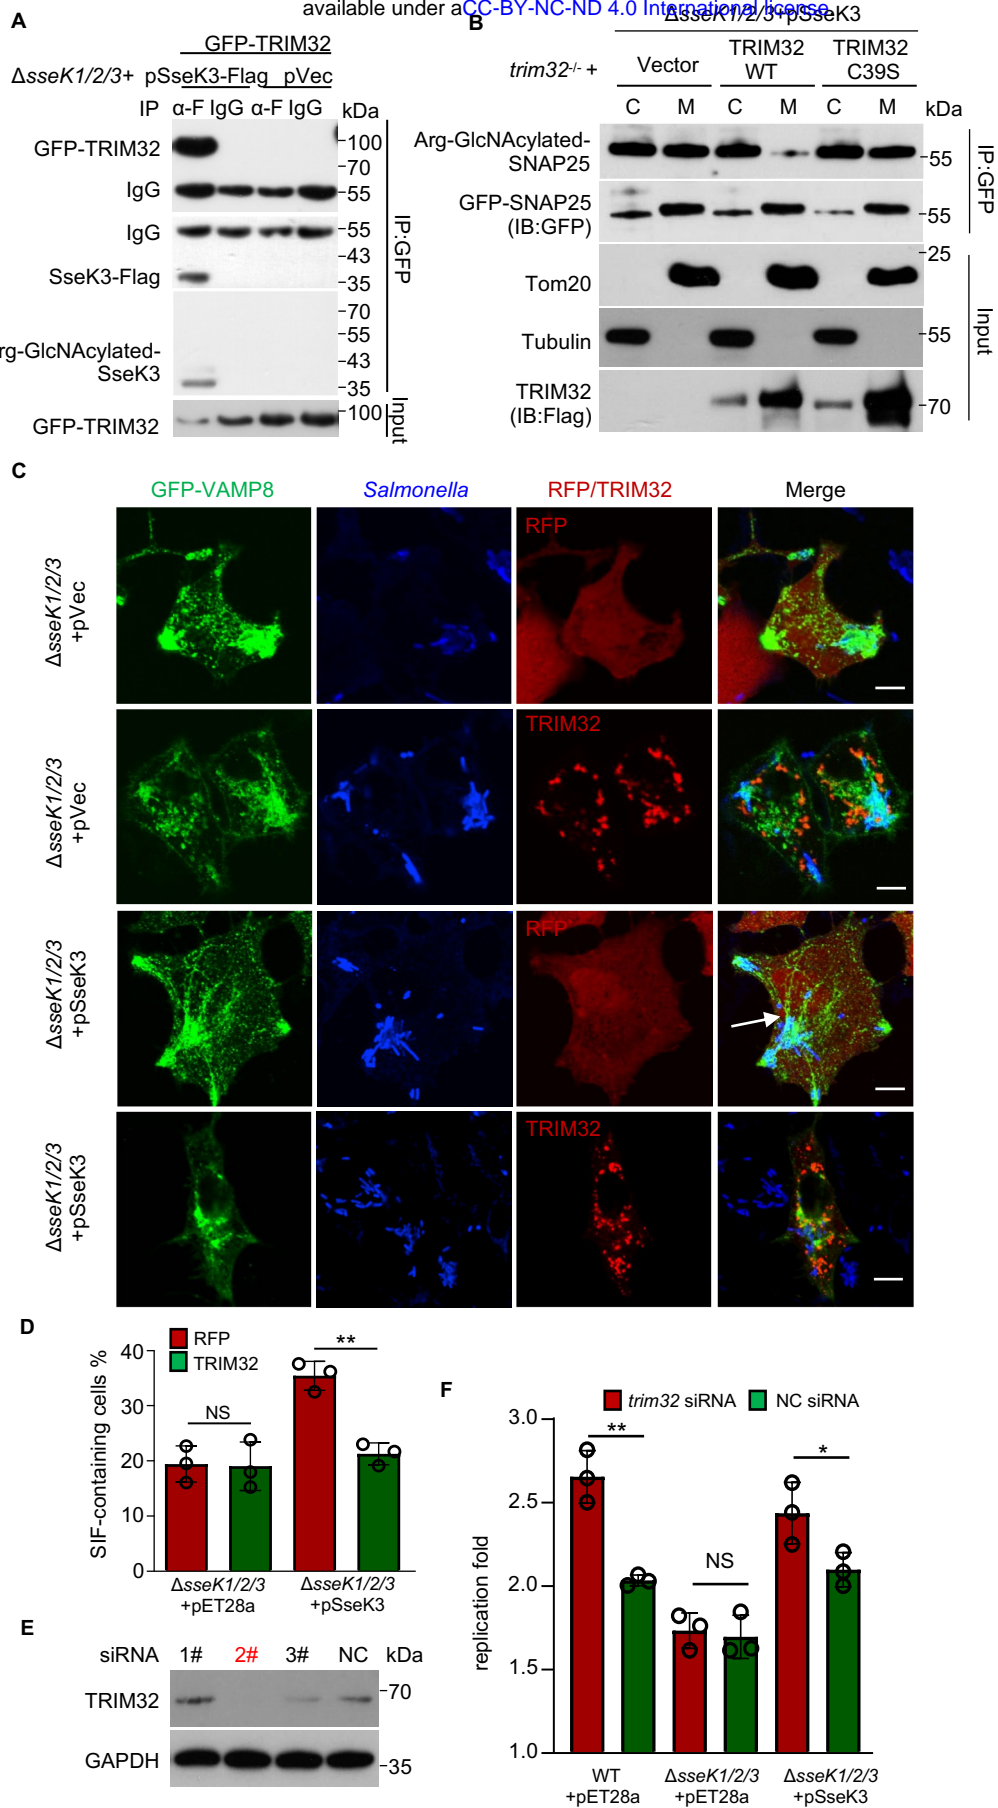 available under aCC-BY-NC-ND 4.0 International license
A
GFP-TRIM32
ΔsseK1/2/3+ pSseK3-Flag pVec
IP α-F IgG α-F IgG kDa
GFP-TRIM32
IgG
100
70
55
IgG
SseK3-Flag
55
43
35
rg-GlcNAcylated-
SseK3
70
55
43
35
IP:GFP
GFP-TRIM32
100
Input
B
ΔsseK1/2/3+pSseK3
trim32-/- +
Vector
TRIM32
WT
TRIM32
C39S
C M C M C M kDa
Arg-GlcNAcylated-
SNAP25
55
GFP-SNAP25
(IB:GFP)
55
IP:GFP
Tom20
25
Tubulin
55
TRIM32
(IB:Flag)
70
Input
C
GFP-VAMP8 Salmonella RFP/TRIM32 Merge
ΔsseK1/2/3
+pVec
RFP
ΔsseK1/2/3
+pVec
TRIM32
ΔsseK1/2/3
+pSseK3
RFP
ΔsseK1/2/3
+pSseK3
TRIM32
D
RFP
TRIM32
SIF-containing cells %
40
30
20
10
0
NS
**
ΔsseK1/2/3
+pET28a
ΔsseK1/2/3
+pSseK3
E
siRNA 1# 2# 3# NC kDa
TRIM32
70
GAPDH
35
F
trim32 siRNA NC siRNA
replication fold
3.0
2.5
2.0
1.5
1.0
**
NS
*
WT
+pET28a
ΔsseK1/2/3
+pET28a
ΔsseK1/2/3
+pSseK3